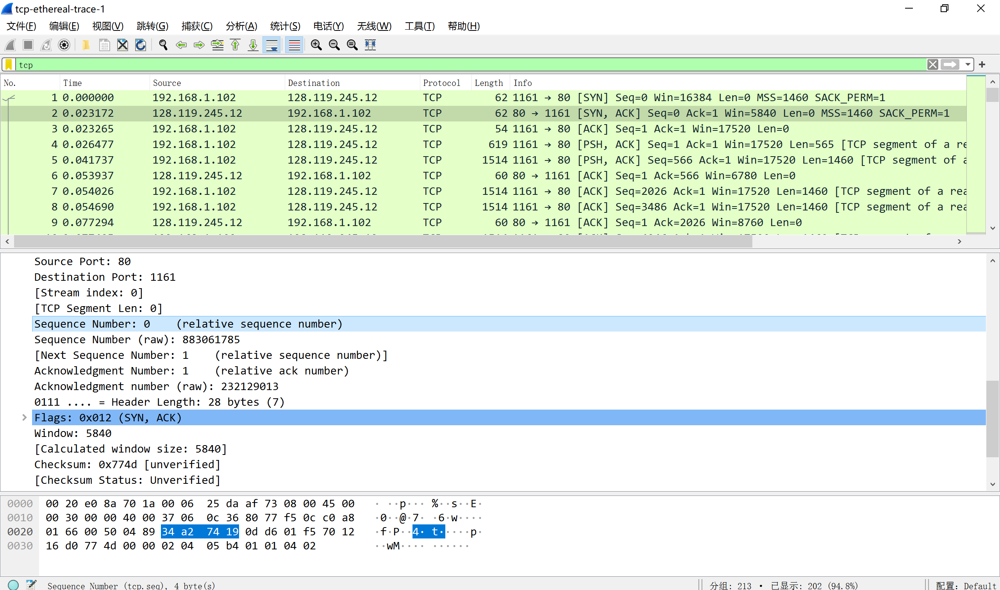 tcp-ethereal-trace-1
文件(F) 编辑(E) 视图(V) 跳转(G) 捕获(C) 分析(A) 统计(S) 电话(Y) 无线(W) 工具(T) 帮助(H)
tcp
No. Time Source Destination Protocol Length Info
1 0.000000 192.168.1.102 128.119.245.12 TCP 62 1161 → 80 [SYN] Seq=0 Win=16384 Len=0 MSS=1460 SACK_PERM=1
2 0.023172 128.119.245.12 192.168.1.102 TCP 62 80 → 1161 [SYN, ACK] Seq=0 Ack=1 Win=5840 Len=0 MSS=1460 SACK_PERM=1
3 0.023265 192.168.1.102 128.119.245.12 TCP 54 1161 → 80 [ACK] Seq=1 Ack=1 Win=17520 Len=0
4 0.026477 192.168.1.102 128.119.245.12 TCP 619 1161 → 80 [PSH, ACK] Seq=1 Ack=1 Win=17520 Len=565 [TCP segment of a re
5 0.041737 192.168.1.102 128.119.245.12 TCP 1514 1161 → 80 [PSH, ACK] Seq=566 Ack=1 Win=17520 Len=1460 [TCP segment of a
6 0.053937 128.119.245.12 192.168.1.102 TCP 60 80 → 1161 [ACK] Seq=1 Ack=566 Win=6780 Len=0
7 0.054026 192.168.1.102 128.119.245.12 TCP 1514 1161 → 80 [ACK] Seq=2026 Ack=1 Win=17520 Len=1460 [TCP segment of a rea
8 0.054690 192.168.1.102 128.119.245.12 TCP 1514 1161 → 80 [ACK] Seq=3486 Ack=1 Win=17520 Len=1460 [TCP segment of a rea
9 0.077294 128.119.245.12 192.168.1.102 TCP 60 80 → 1161 [ACK] Seq=1 Ack=2026 Win=8760 Len=0
Source Port: 80
Destination Port: 1161
[Stream index: 0]
[TCP Segment Len: 0]
Sequence Number: 0 (relative sequence number)
Sequence Number (raw): 883061785
[Next Sequence Number: 1 (relative sequence number)]
Acknowledgment Number: 1 (relative ack number)
Acknowledgment number (raw): 232129013
0111 .... = Header Length: 28 bytes (7)
Flags: 0x012 (SYN, ACK)
Window: 5840
[Calculated window size: 5840]
Checksum: 0x774d [unverified]
[Checksum Status: Unverified]
0000 00 20 e0 8a 70 1a 00 06 25 da af 73 08 00 45 00 · ··p··· %··s··E·
0010 00 30 00 00 40 00 37 06 0c 36 80 77 f5 0c c0 a8 ·0··@·7· ·6·w····
0020 01 66 00 50 04 89 34 a2 74 19 0d d6 01 f5 70 12 ·f·P··4· t·····p·
0030 16 d0 77 4d 00 00 02 04 05 b4 01 01 04 02 ··wM···· ······
Sequence Number (tcp.seq), 4 byte(s) 分组: 213 · 已显示: 202 (94.8%) 配置: Default